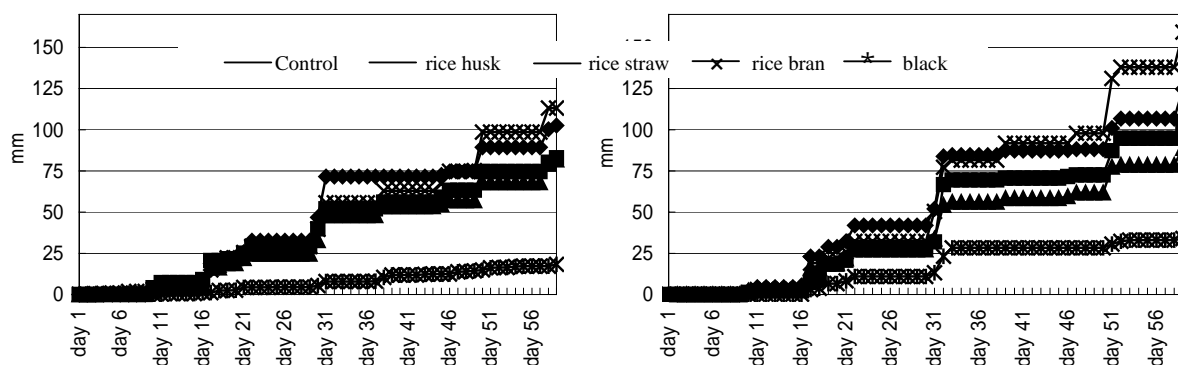 150
125
100
75
50
25
0
mm
day 1
day 6
day 11
day 16
day 21
day 26
day 31
day 36
day 41
day 46
day 51
day 56
Control rice husk rice straw rice bran black
150
125
100
75
50
25
0
mm
day 1
day 6
day 11
day 16
day 21
day 26
day 31
day 36
day 41
day 46
day 51
day 56